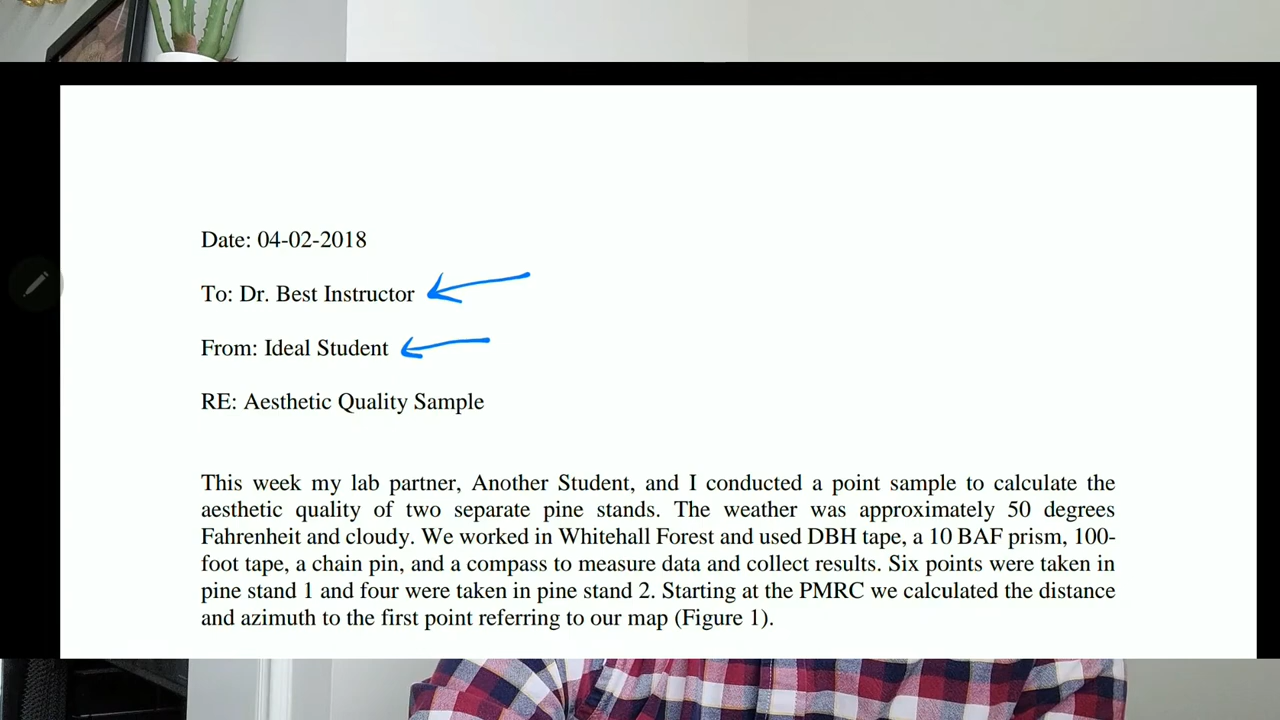 Date: 04-02-2018
To: Dr. Best Instructor
From: Ideal Student
RE: Aesthetic Quality Sample
This week my lab partner, Another Student, and I conducted a point sample to calculate the
aesthetic quality of two separate pine stands. The weather was approximately 50 degrees
Fahrenheit and cloudy. We worked in Whitehall Forest and used DBH tape, a 10 BAF prism, 100-
foot tape, a chain pin, and a compass to measure data and collect results. Six points were taken in
pine stand 1 and four were taken in pine stand 2. Starting at the PMRC we calculated the distance
and azimuth to the first point referring to our map (Figure 1).